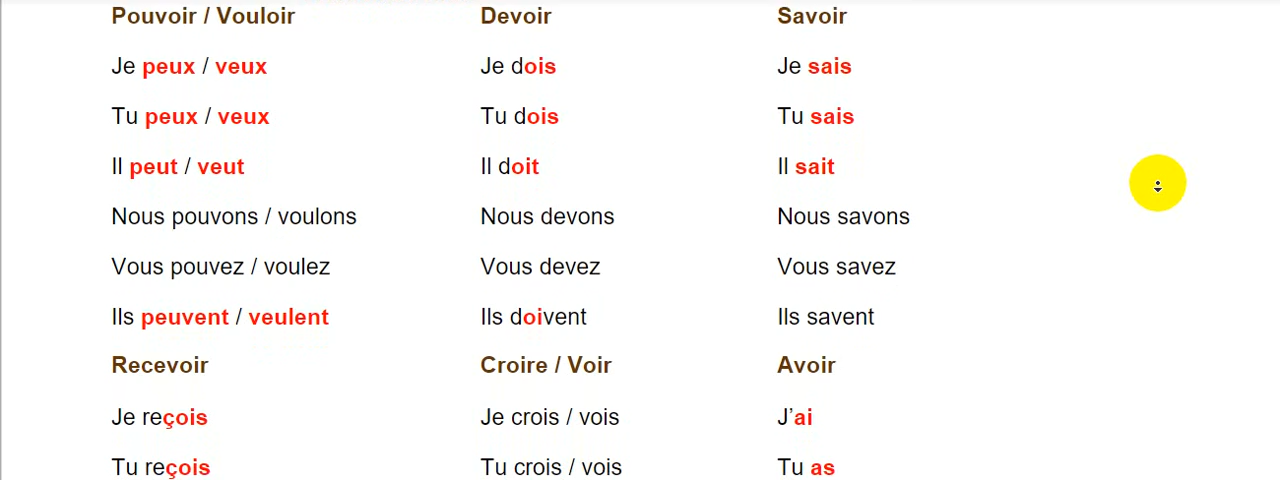 Pouvoir / Vouloir Devoir Savoir
Je peux / veux Je dois Je sais
Tu peux / veux Tu dois Tu sais
Il peut / veut Il doit Il sait
Nous pouvons / voulons Nous devons Nous savons
Vous pouvez / voulez Vous devez Vous savez
Ils peuvent / veulent Ils doivent Ils savent
Recevoir Croire / Voir Avoir
Je reçois Je crois / vois J’ai
Tu reçois Tu crois / vois Tu as